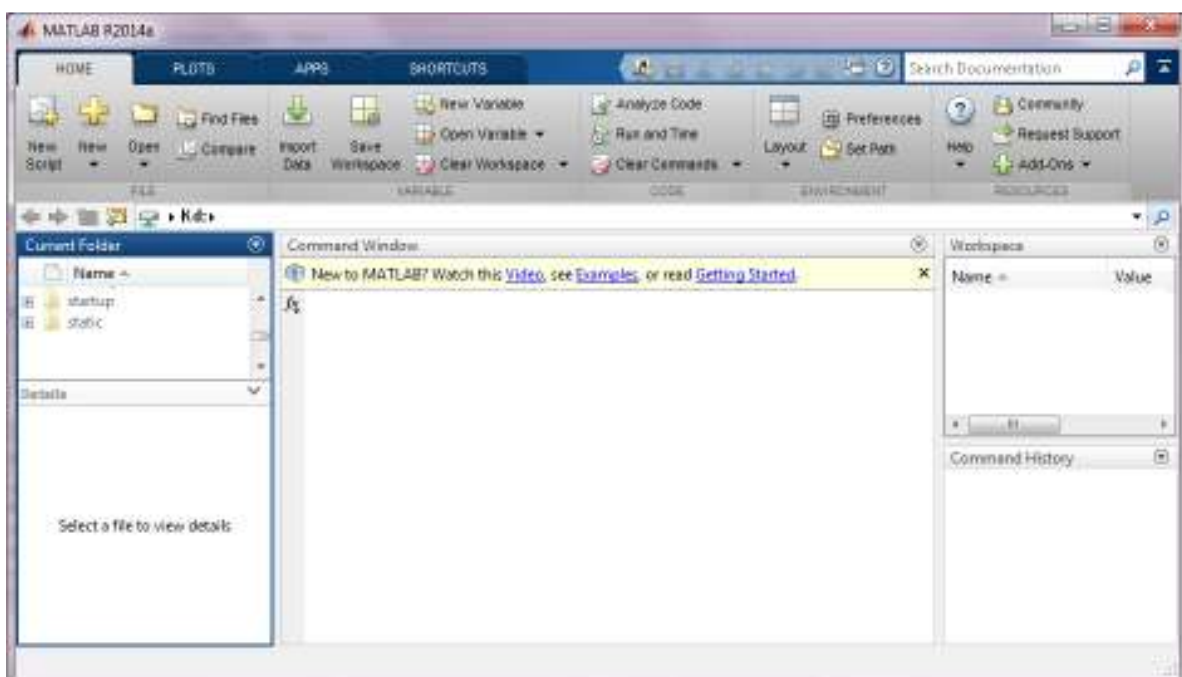 MATLAB R2014a
HOME PLOTS APPS SHORTCUTS Search Documentation
New Script New Open Find Files Compare Import Data Save Workspace New Variable Open Variable Clear Workspace Analyze Code Run and Time Clear Commands Layout Preferences Set Path Help Community Request Support Add-Ons
FILE VARIABLE CODE ENVIRONMENT RESOURCES
Current Folder
Name
startup
static
Details
Select a file to view details
Command Window
New to MATLAB? Watch this Video, see Examples, or read Getting Started.
fx
Workspace
Name Value
Command History